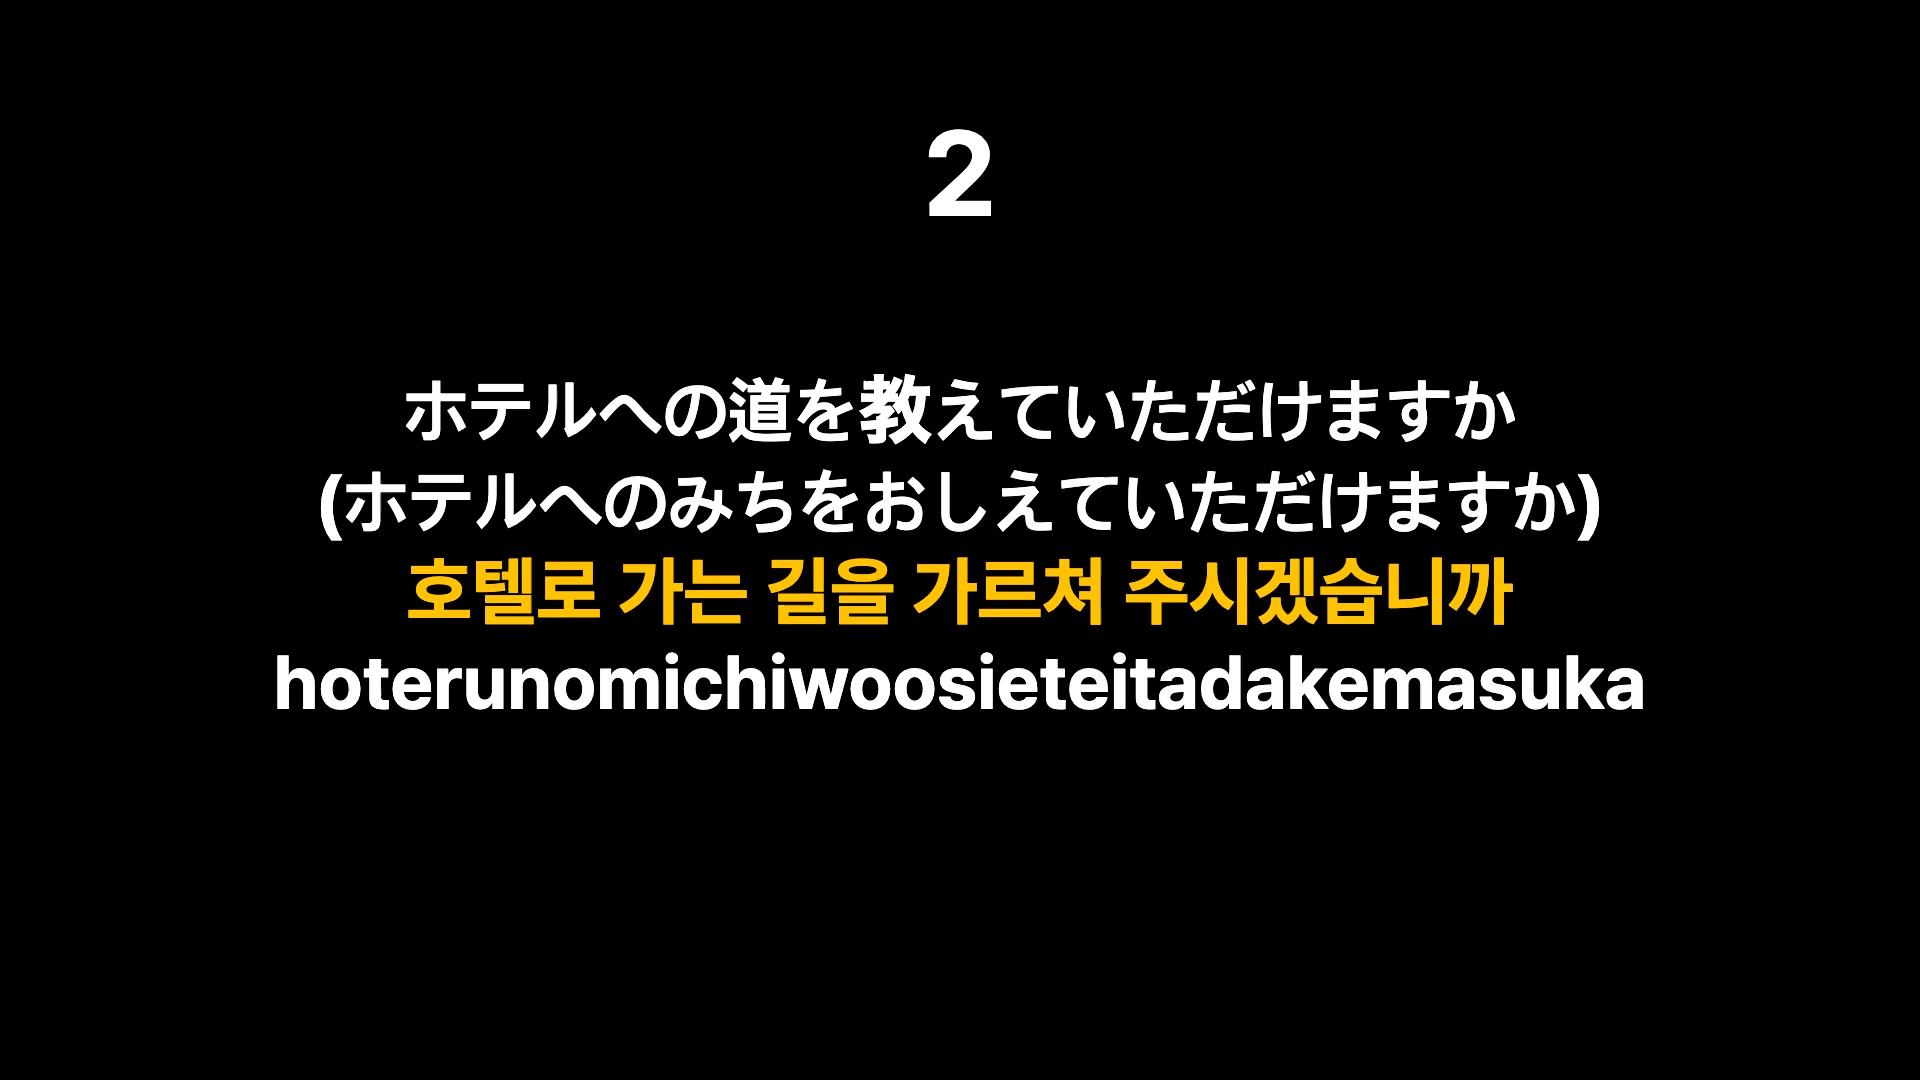 2
ホテルへの道を教えていただけますか
(ホテルへのみちをおしえていただけますか)
호텔로 가는 길을 가르쳐 주시겠습니까
hoterunomichiwoosieteitadakemasuka